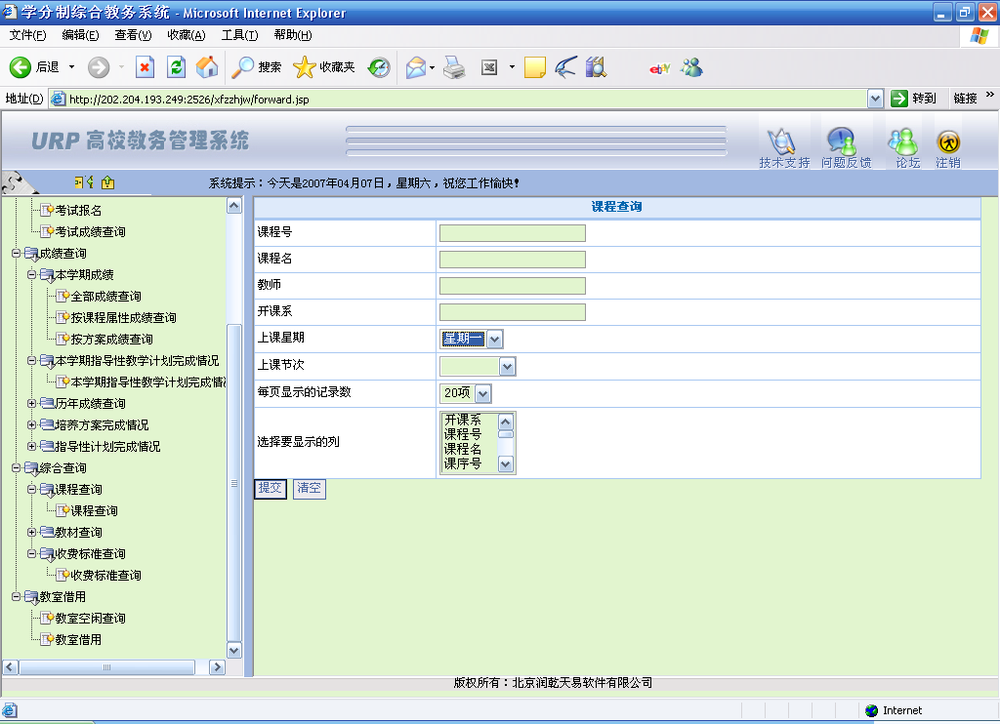 学分制综合教务系统 - Microsoft Internet Explorer
文件(F) 编辑(E) 查看(V) 收藏(A) 工具(T) 帮助(H)
后退 搜索 收藏夹 ebY
地址(D) http://202.204.193.249:2526/xfzzhjw/forward.jsp 转到 链接 »
URP 高校教务管理系统
技术支持 问题反馈 论坛 注销
系统提示：今天是2007年04月07日，星期六，祝您工作愉快！
考试报名
考试成绩查询
成绩查询
本学期成绩
全部成绩查询
按课程属性成绩查询
按方案成绩查询
本学期指导性教学计划完成情况
本学期指导性教学计划完成情
历年成绩查询
培养方案完成情况
指导性计划完成情况
综合查询
课程查询
课程查询
教材查询
收费标准查询
收费标准查询
教室借用
教室空闲查询
教室借用
课程查询
课程号
课程名
教师
开课系
上课星期 星期一
上课节次
每页显示的记录数 20项
选择要显示的列
开课系
课程号
课程名
课序号
提交 清空
版权所有：北京润乾天易软件有限公司
Internet